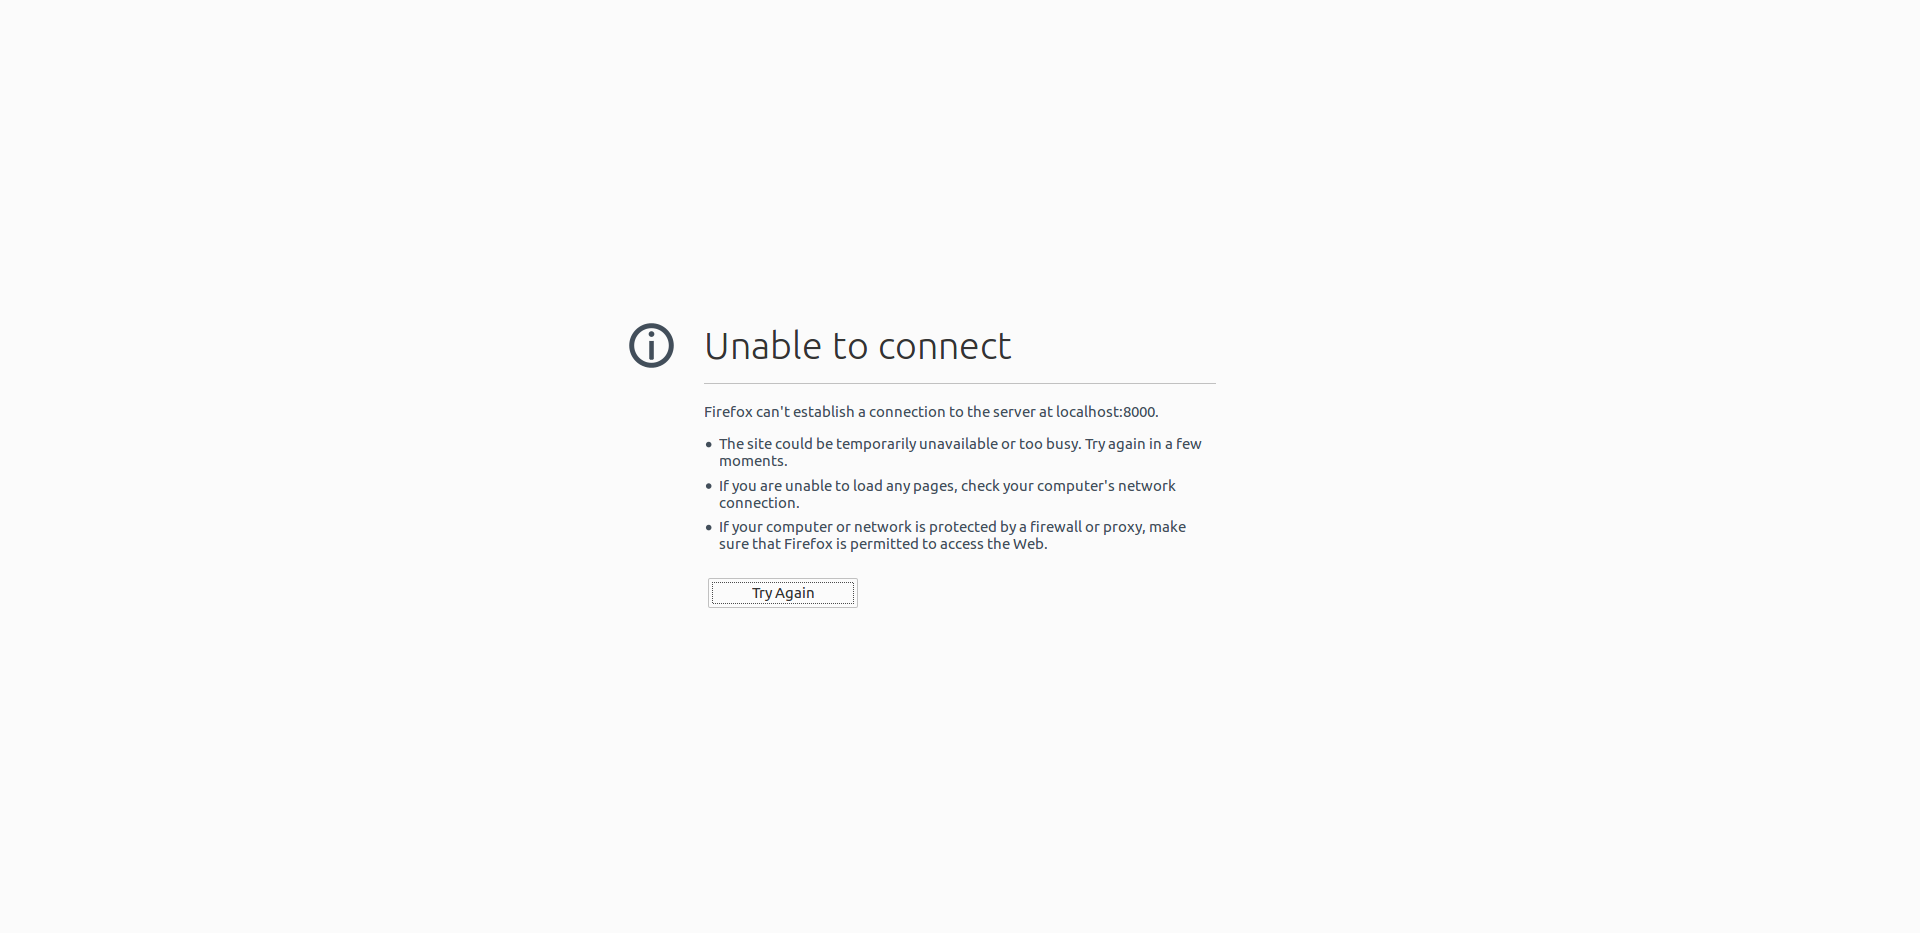 Unable to connect
Firefox can't establish a connection to the server at localhost:8000.
• The site could be temporarily unavailable or too busy. Try again in a few
moments.
• If you are unable to load any pages, check your computer's network
connection.
• If your computer or network is protected by a firewall or proxy, make
sure that Firefox is permitted to access the Web.
Try Again